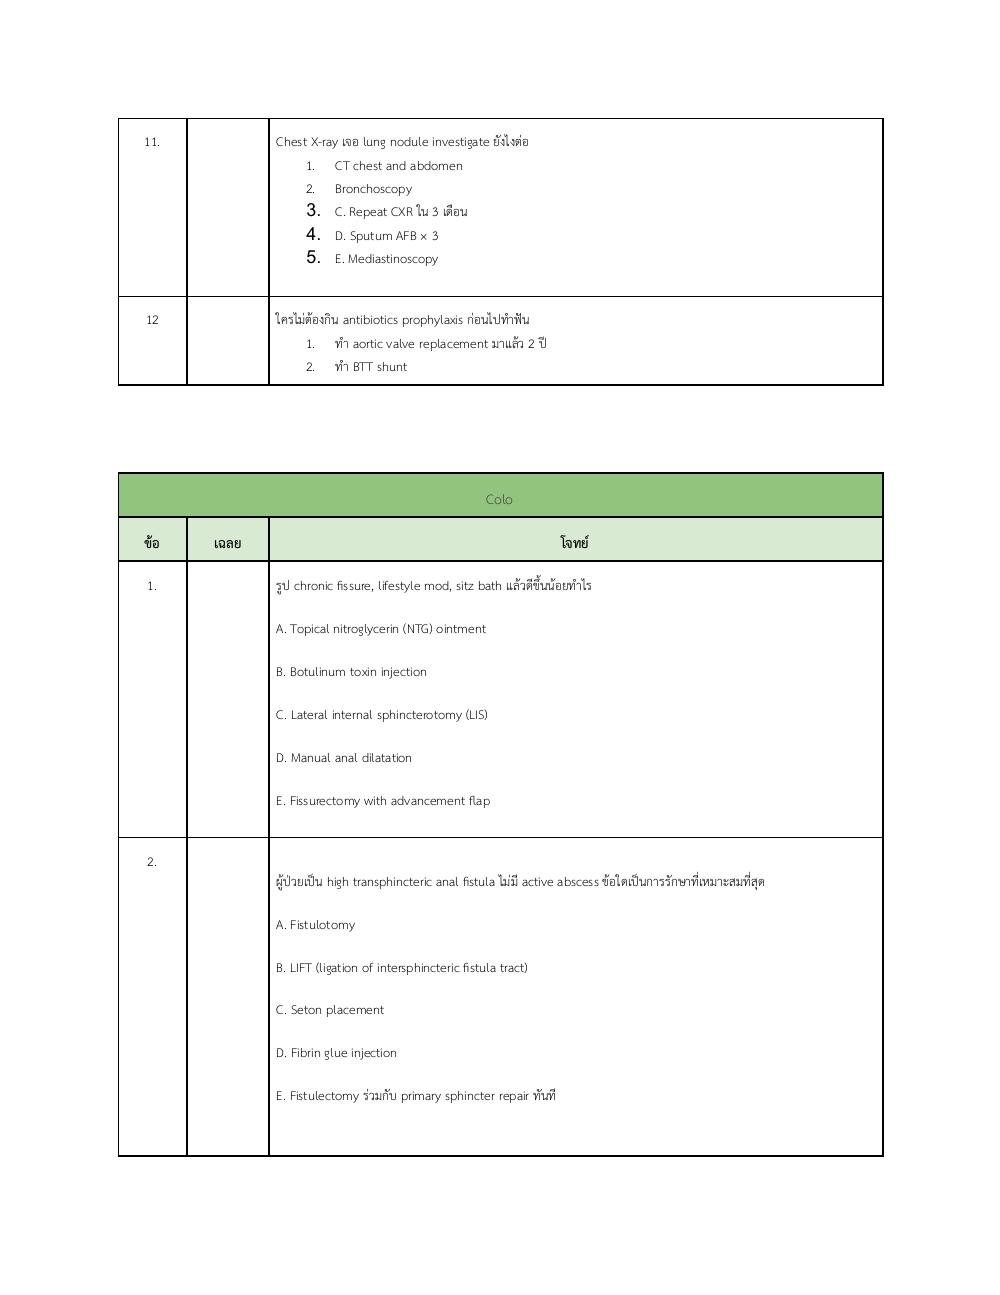 11.
Chest X-ray เจอ lung nodule investigate ยังไงต่อ
1. CT chest and abdomen
2. Bronchoscopy
3. C. Repeat CXR ใน 3 เดือน
4. D. Sputum AFB × 3
5. E. Mediastinoscopy
12
ใครไม่ต้องกิน antibiotics prophylaxis ก่อนไปทำฟัน
1. ทำ aortic valve replacement มาแล้ว 2 ปี
2. ทำ BTT shunt
Colo
ข้อ เฉลย โจทย์
1.
รูป chronic fissure, lifestyle mod, sitz bath แล้วดีขึ้นน้อยทำไร
A. Topical nitroglycerin (NTG) ointment
B. Botulinum toxin injection
C. Lateral internal sphincterotomy (LIS)
D. Manual anal dilatation
E. Fissurectomy with advancement flap
2.
ผู้ป่วยเป็น high transphincteric anal fistula ไม่มี active abscess ข้อใดเป็นการรักษาที่เหมาะสมที่สุด
A. Fistulotomy
B. LIFT (ligation of intersphincteric fistula tract)
C. Seton placement
D. Fibrin glue injection
E. Fistulectomy ร่วมกับ primary sphincter repair ทันที